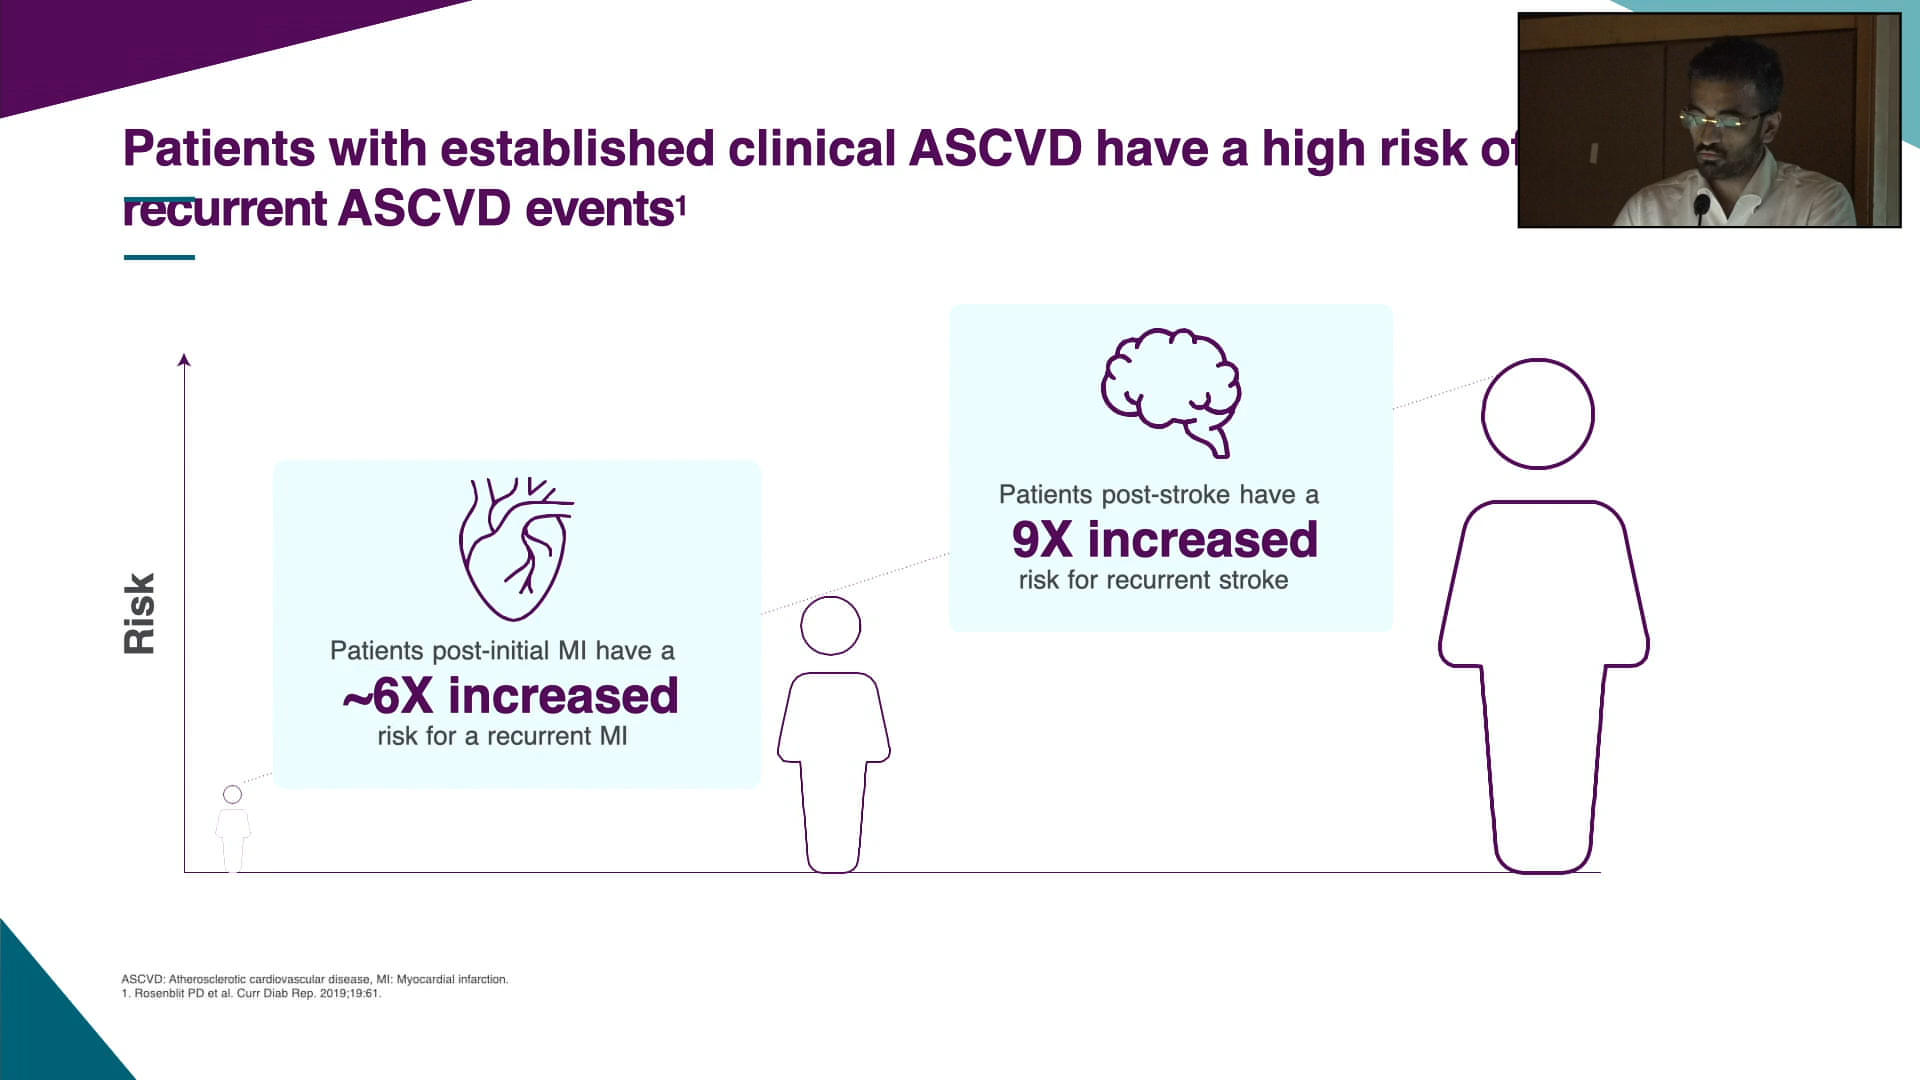 Patients with established clinical ASCVD have a high risk of
recurrent ASCVD events1
Risk
Patients post-initial MI have a
~6X increased
risk for a recurrent MI
Patients post-stroke have a
9X increased
risk for recurrent stroke
ASCVD: Atherosclerotic cardiovascular disease, MI: Myocardial infarction.
1. Rosenblit PD et al. Curr Diab Rep. 2019;19:61.